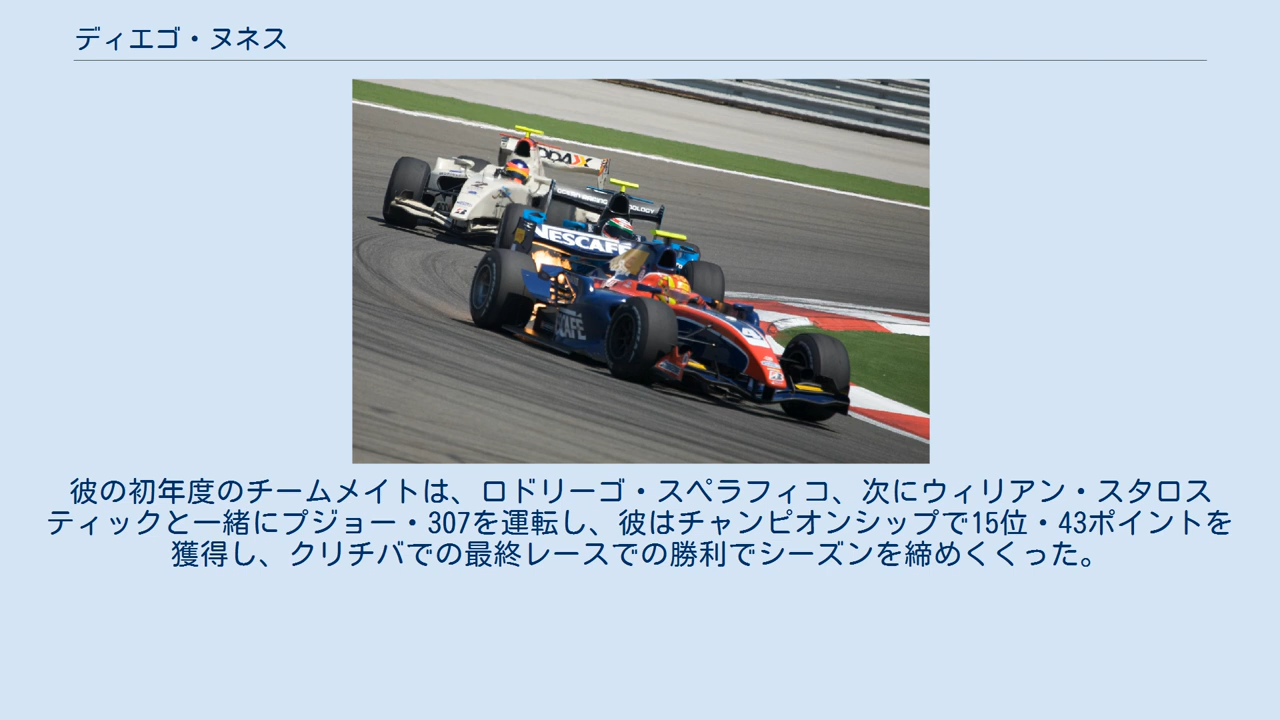 ディエゴ・ヌネス
NESCAFÉ
彼の初年度のチームメイトは、ロドリーゴ・スペラフィコ、次にウィリアン・スタロス
ティックと一緒にプジョー・307を運転し、彼はチャンピオンシップで15位・43ポイントを
獲得し、クリチバでの最終レースでの勝利でシーズンを締めくくった。